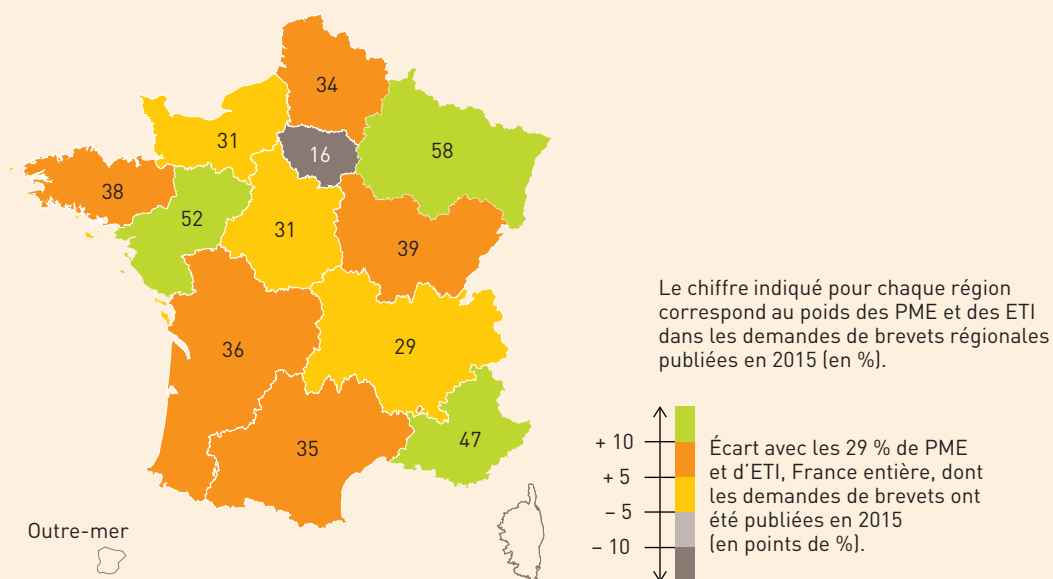 34
31
16
58
38
52
31
39
36
29
35
47
Outre-mer
Le chiffre indiqué pour chaque région
correspond au poids des PME et des ETI
dans les demandes de brevets régionales
publiées en 2015 (en %).
+ 10
+ 5
– 5
– 10
Écart avec les 29 % de PME
et d’ETI, France entière, dont
les demandes de brevets ont
été publiées en 2015
(en points de %).